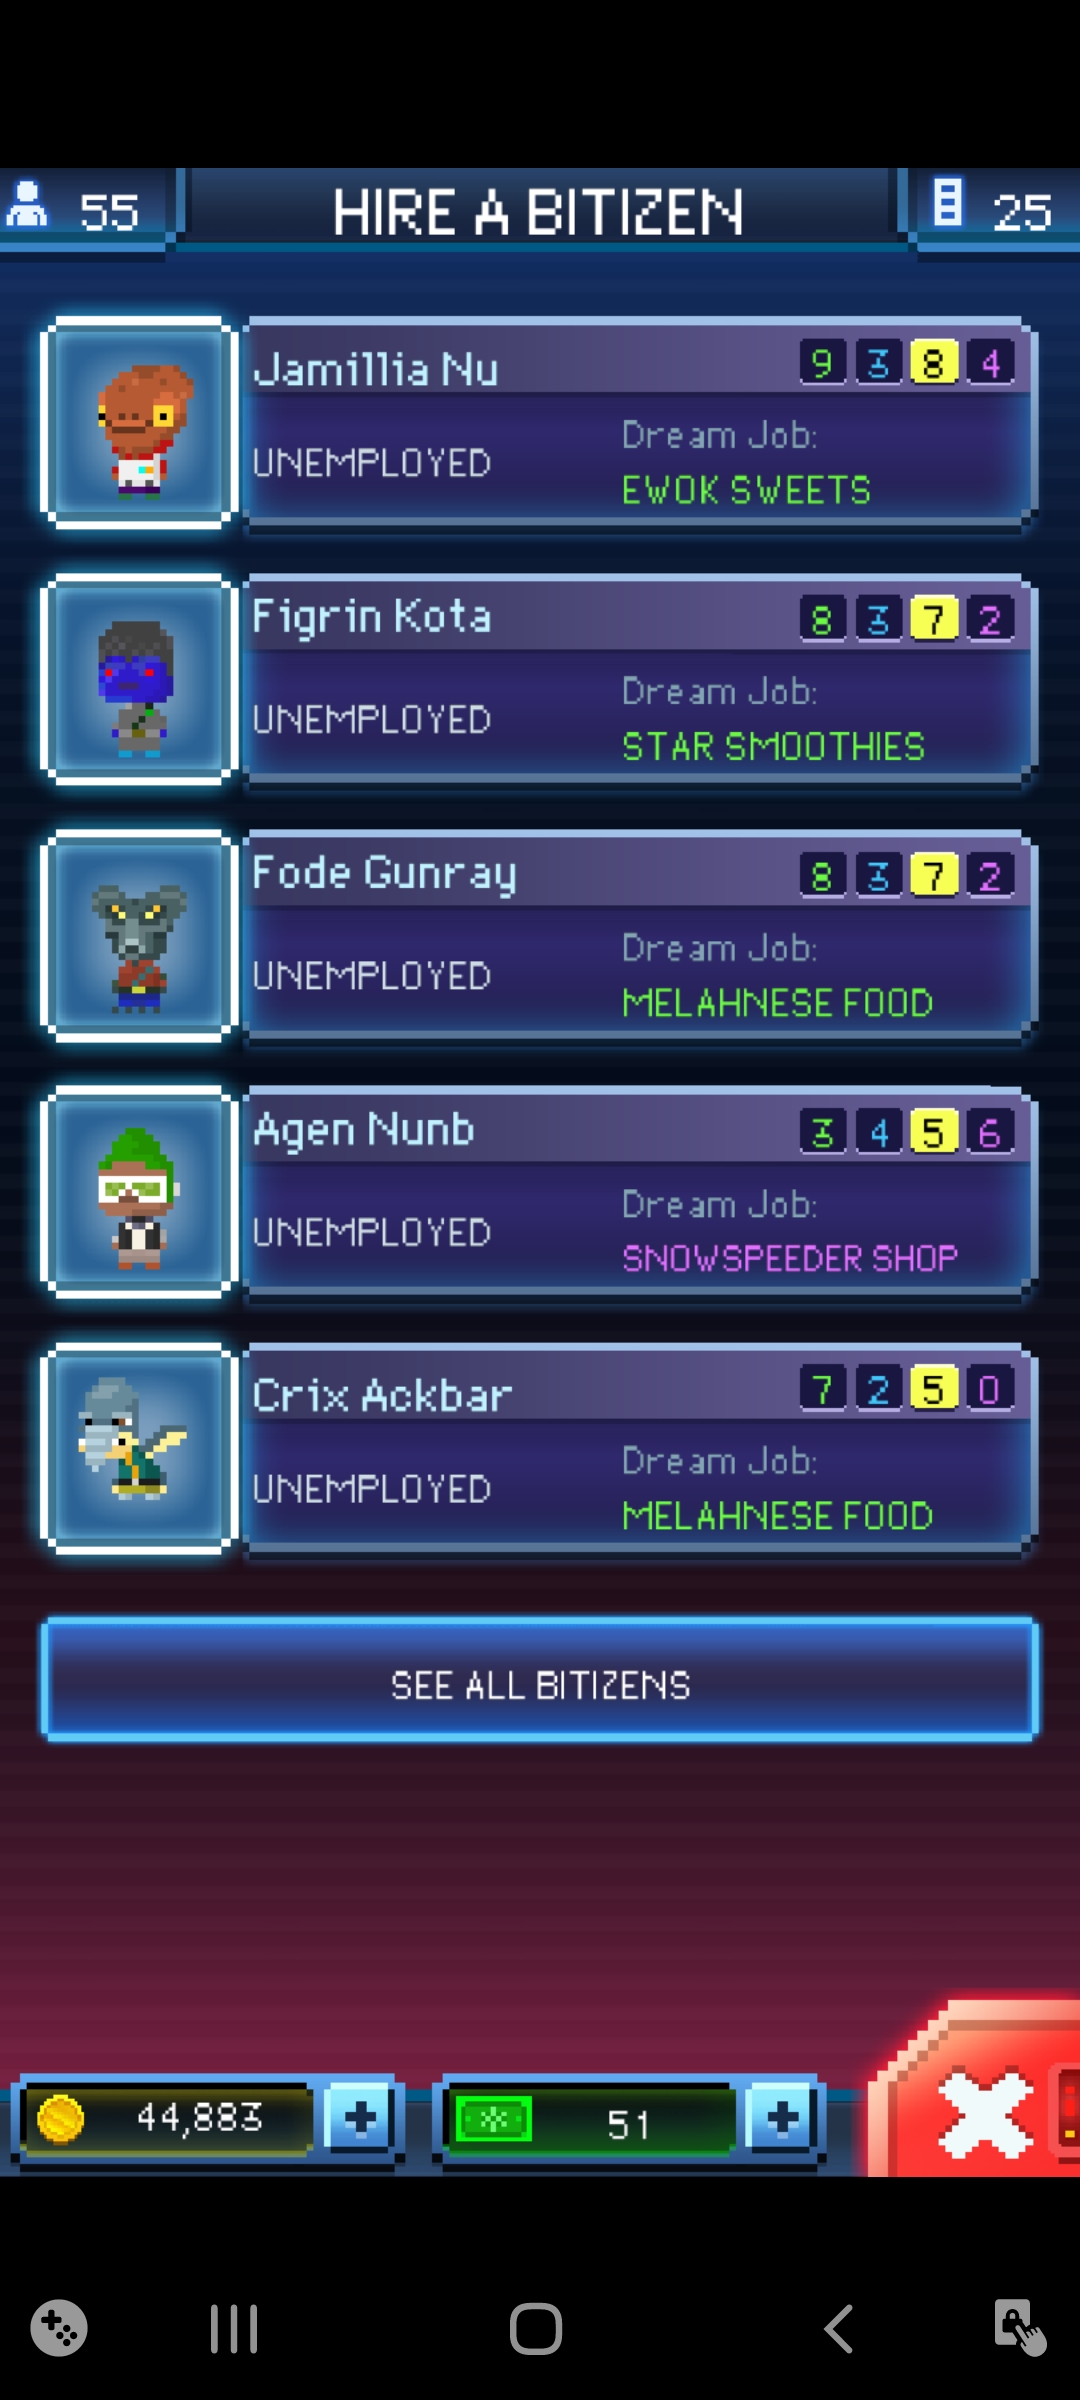 55 HIRE A BITIZEN 25
Jamillia Nu 9 3 8 4
Dream Job:
UNEMPLOYED
EWOK SWEETS
Figrin Kota 8 3 7 2
Dream Job:
UNEMPLOYED
STAR SMOOTHIES
Fode Gunray 8 3 7 2
Dream Job:
UNEMPLOYED
MELAHNESE FOOD
Agen Nunb 3 4 5 6
Dream Job:
UNEMPLOYED
SNOWSPEEDER SHOP
Crix Ackbar 7 2 5 0
Dream Job:
UNEMPLOYED
MELAHNESE FOOD
SEE ALL BITIZENS
44,883 + 51 +